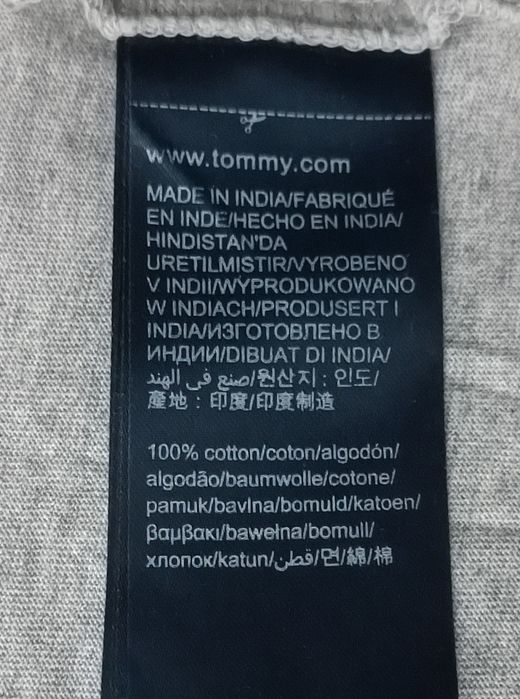 www.tommy.com
MADE IN INDIA/FABRIQUÉ
EN INDE/HECHO EN INDIA/
HINDISTAN'DA
URETILMISTIR/VYROBENO
V INDII/WYPRODUKOWANO
W INDIACH/PRODUSERT I
INDIA/ИЗГОТОВЛЕНО В
ИНДИИ/DIBUAT DI INDIA/
صنع في الهند/원산지 : 인도/
產地 : 印度/印度制造
100% cotton/coton/algodón/
algodão/baumwolle/cotone/
pamuk/bavlna/bomuld/katoen/
βαμβακι/bawełna/bomull/
хлопок/katun/قطن/면/綿/棉